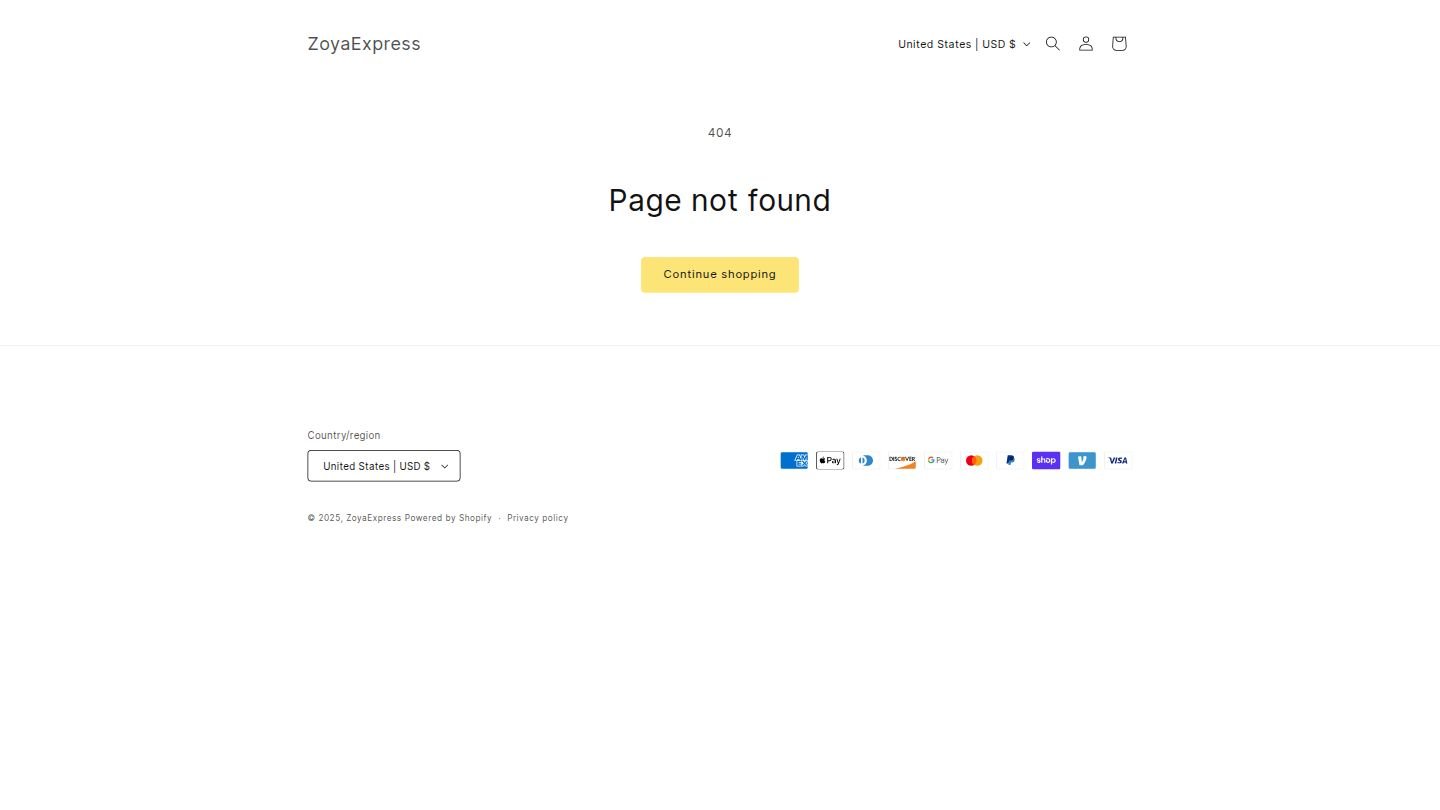 ZoyaExpress
United States | USD $
404
Page not found
Continue shopping
Country/region
United States | USD $
AM EX
Pay
DISCOVER
G Pay
shop
VISA
© 2025, ZoyaExpress Powered by Shopify · Privacy policy